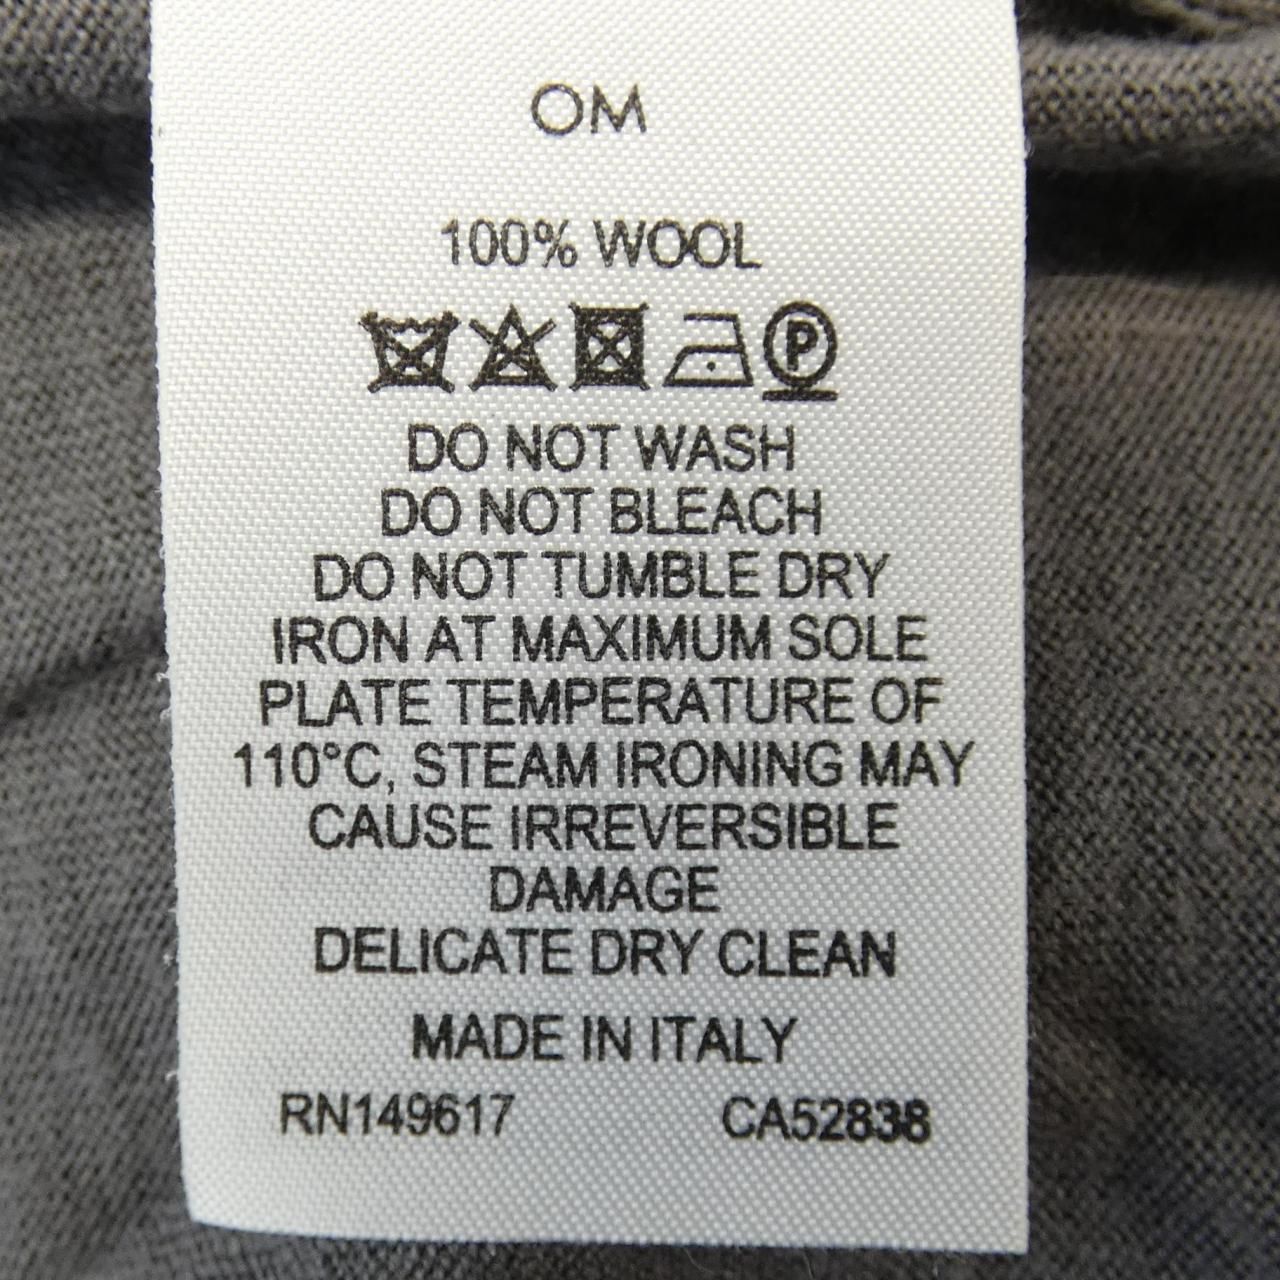 OM
100% WOOL
P
DO NOT WASH
DO NOT BLEACH
DO NOT TUMBLE DRY
IRON AT MAXIMUM SOLE
PLATE TEMPERATURE OF
110°C, STEAM IRONING MAY
CAUSE IRREVERSIBLE
DAMAGE
DELICATE DRY CLEAN
MADE IN ITALY
RN149617 CA52838